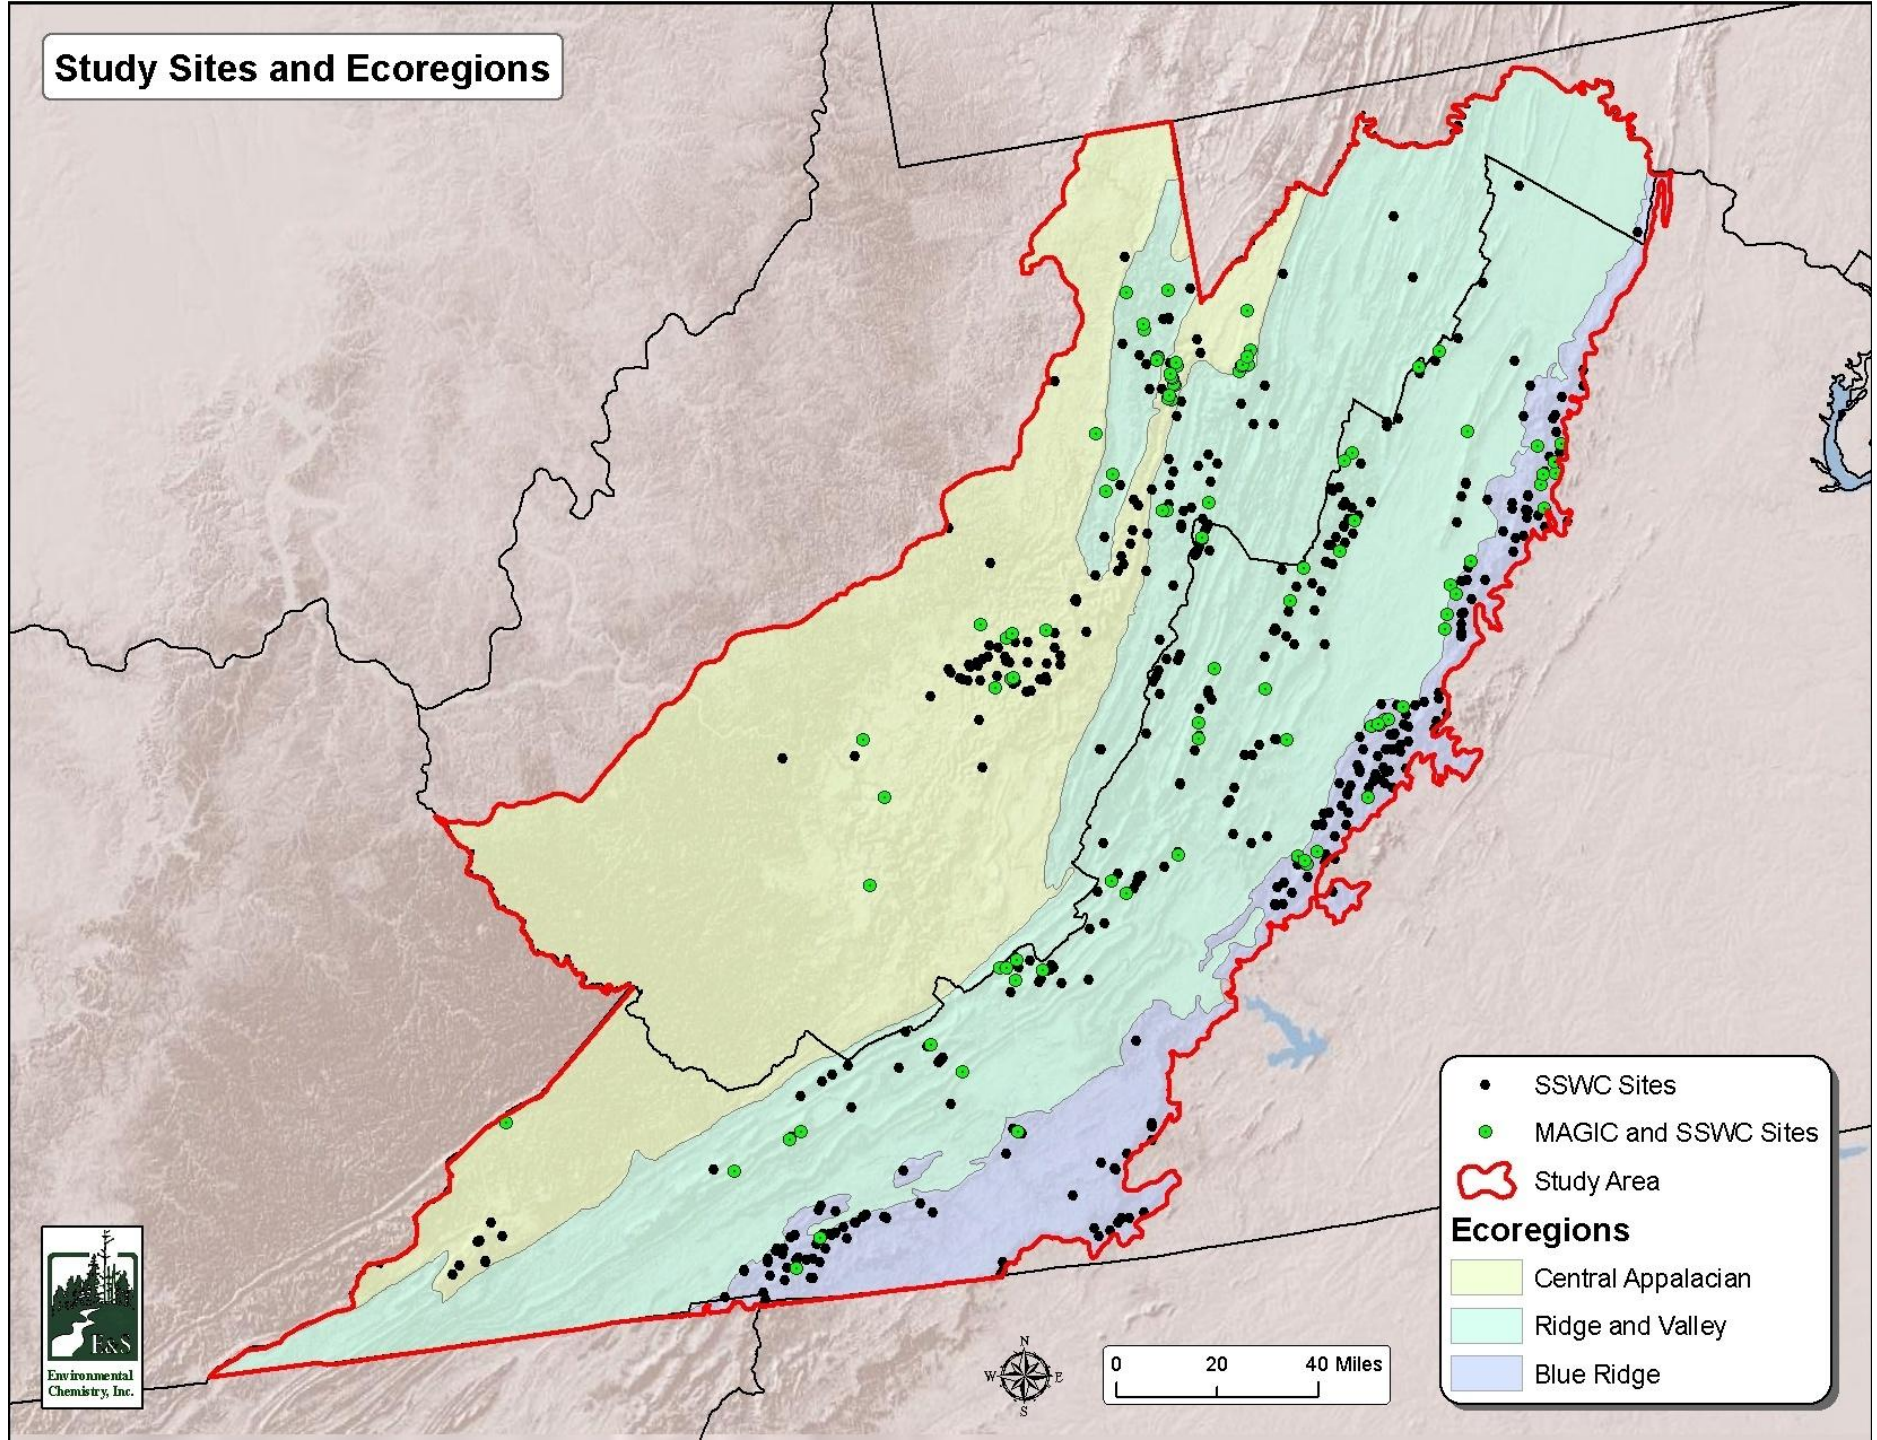 Study Sites and Ecoregions
SSWC Sites
MAGIC and SSWC Sites
Study Area
Ecoregions
Central Appalacian
Ridge and Valley
Blue Ridge
E&S
Environmental
Chemistry, Inc.
N
W E
S
0 20 40 Miles